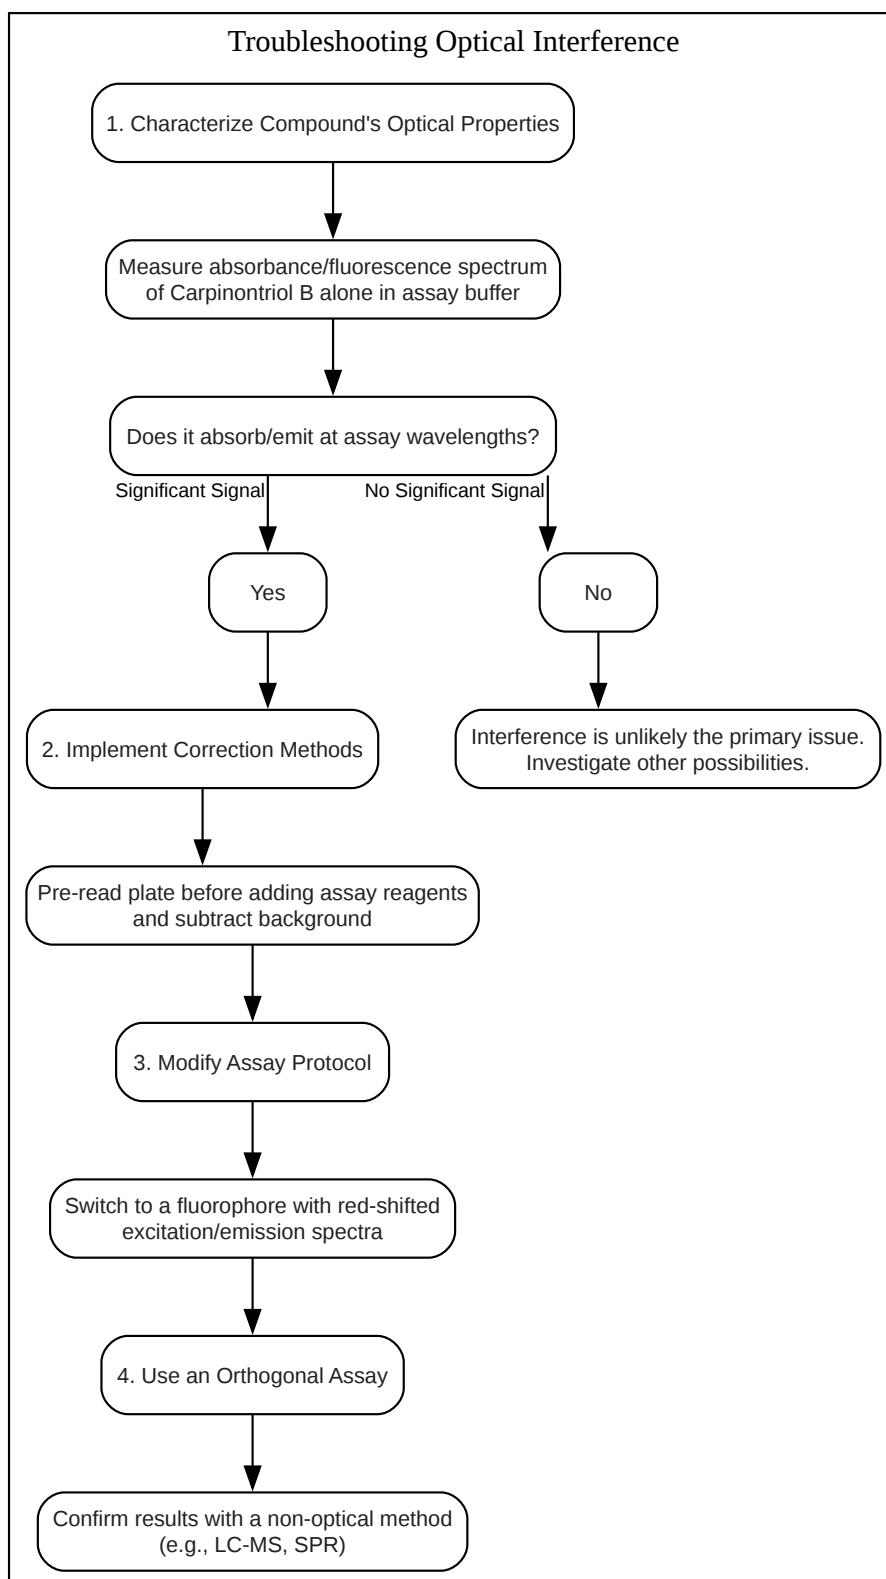 Troubleshooting Optical Interference
1. Characterize Compound's Optical Properties
Measure absorbance/fluorescence spectrum
of Carpinontriol B alone in assay buffer
Does it absorb/emit at assay wavelengths?
Significant Signal
No Significant Signal
Yes
No
2. Implement Correction Methods
Interference is unlikely the primary issue.
Investigate other possibilities.
Pre-read plate before adding assay reagents
and subtract background
3. Modify Assay Protocol
Switch to a fluorophore with red-shifted
excitation/emission spectra
4. Use an Orthogonal Assay
Confirm results with a non-optical method
(e.g., LC-MS, SPR)